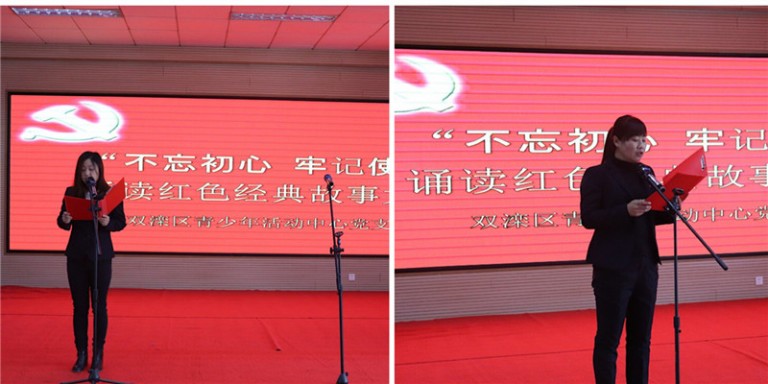 “不忘初心 牢记使
读红色经典故事
双滦区青少年活动中心党支
“不忘初心 牢记
诵读红色 典故事
双滦区青 动中心党